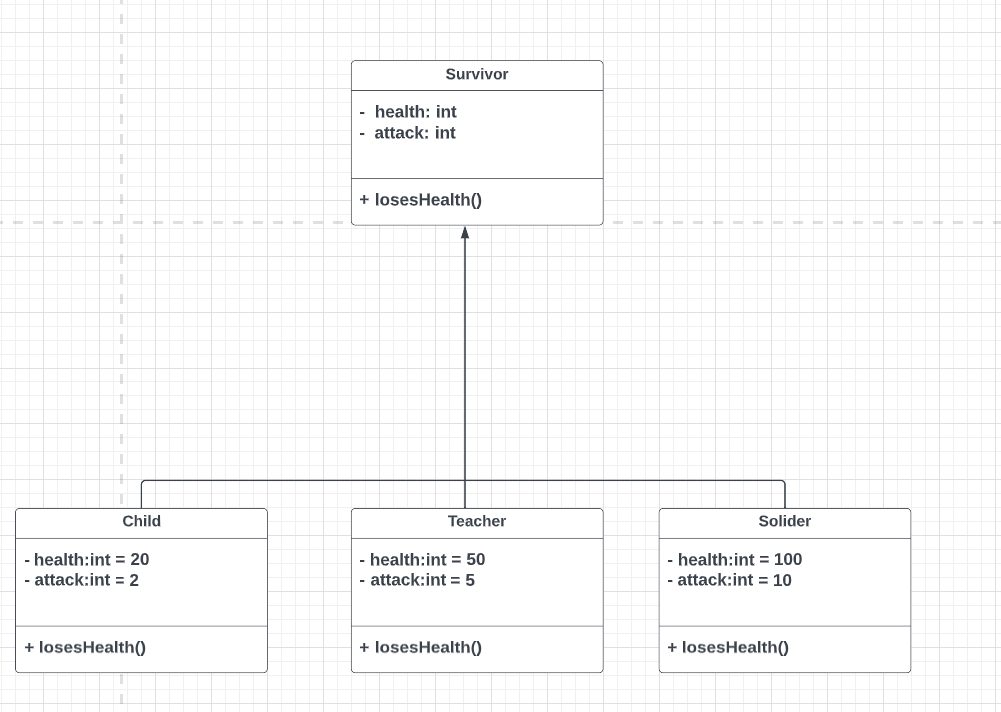 Survivor
- health: int
- attack: int
+ losesHealth()
Child
- health:int = 20
- attack:int = 2
+ losesHealth()
Teacher
- health:int = 50
- attack:int = 5
+ losesHealth()
Solider
- health:int = 100
- attack:int = 10
+ losesHealth()